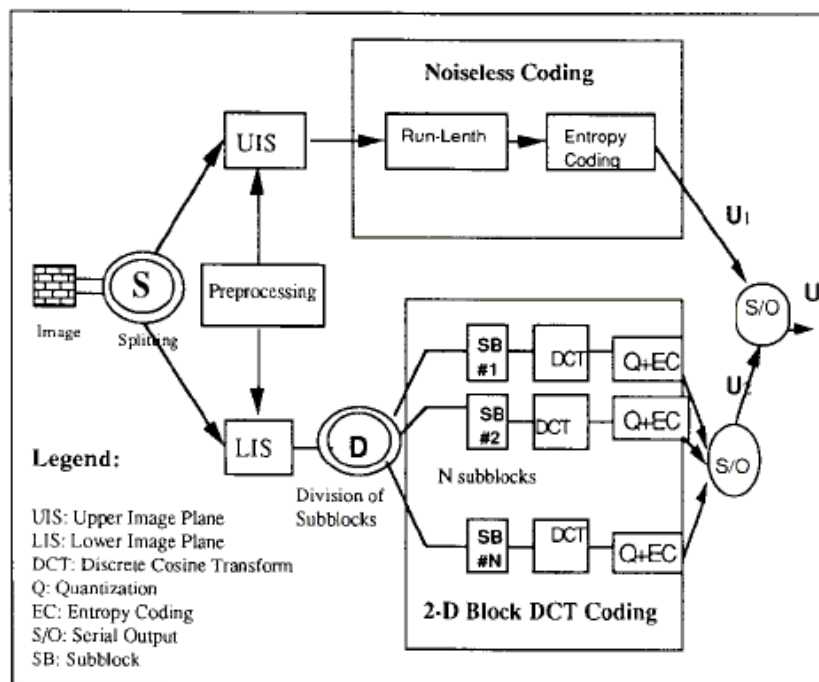 Noiseless Coding
UIS
Run-Lenth
Entropy
Coding
U1
S
Preprocessing
Image
Splitting
S/O
U
SB
#1
DCT
Q+EC
U2
SB
#2
DCT
Q+EC
LIS
D
S/O
Division of
Subblocks
N subblocks
SB
#N
DCT
Q+EC
2-D Block DCT Coding
Legend:
UIS: Upper Image Plane
LIS: Lower Image Plane
DCT: Discrete Cosine Transform
Q: Quantization
EC: Entropy Coding
S/O: Serial Output
SB: Subblock